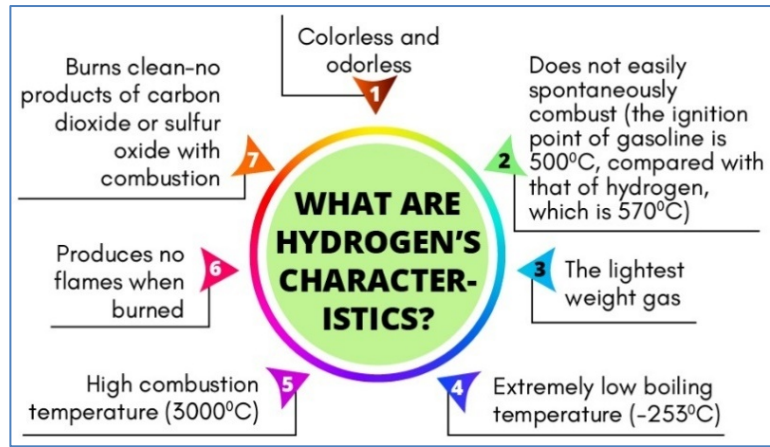 WHAT ARE
HYDROGEN'S
CHARACTER-
ISTICS?
1
Colorless and
odorless
2
Does not easily
spontaneously
combust (the ignition
point of gasoline is
500⁰C, compared with
that of hydrogen,
which is 570⁰C)
3
The lightest
weight gas
4
Extremely low boiling
temperature (-253⁰C)
5
High combustion
temperature (3000⁰C)
6
Produces no
flames when
burned
7
Burns clean-no
products of carbon
dioxide or sulfur
oxide with
combustion